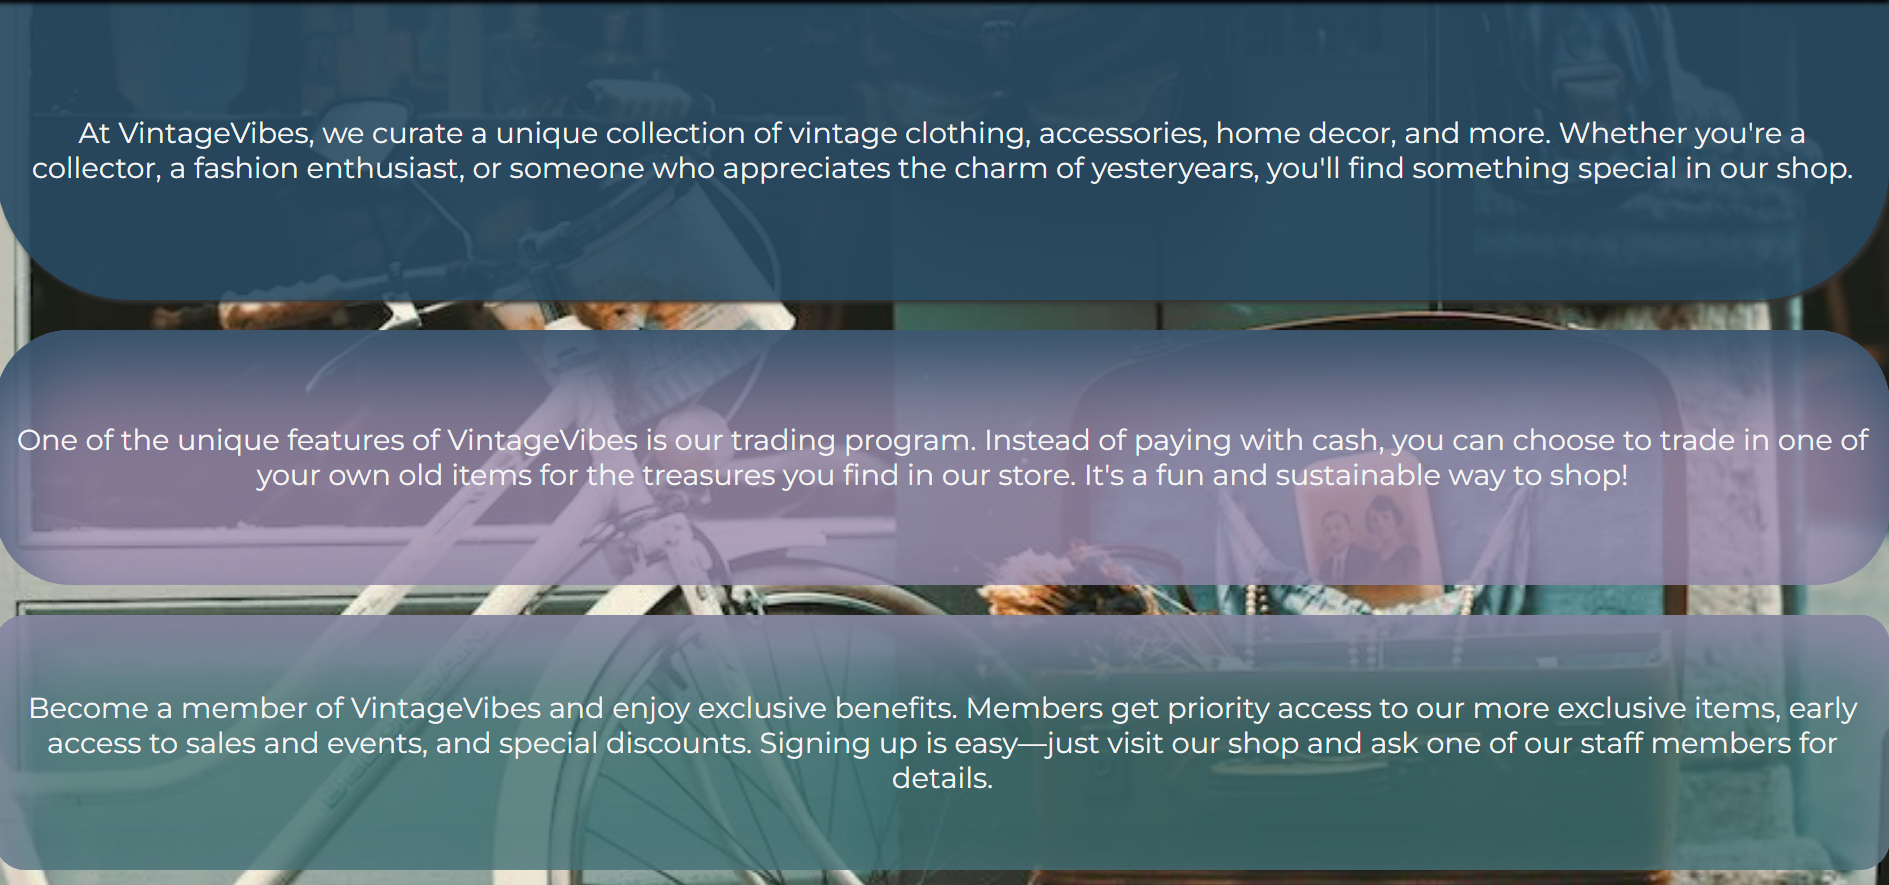 At VintageVibes, we curate a unique collection of vintage clothing, accessories, home decor, and more. Whether you're a
collector, a fashion enthusiast, or someone who appreciates the charm of yesteryears, you'll find something special in our shop.
One of the unique features of VintageVibes is our trading program. Instead of paying with cash, you can choose to trade in one of
your own old items for the treasures you find in our store. It's a fun and sustainable way to shop!
Become a member of VintageVibes and enjoy exclusive benefits. Members get priority access to our more exclusive items, early
access to sales and events, and special discounts. Signing up is easy—just visit our shop and ask one of our staff members for
details.